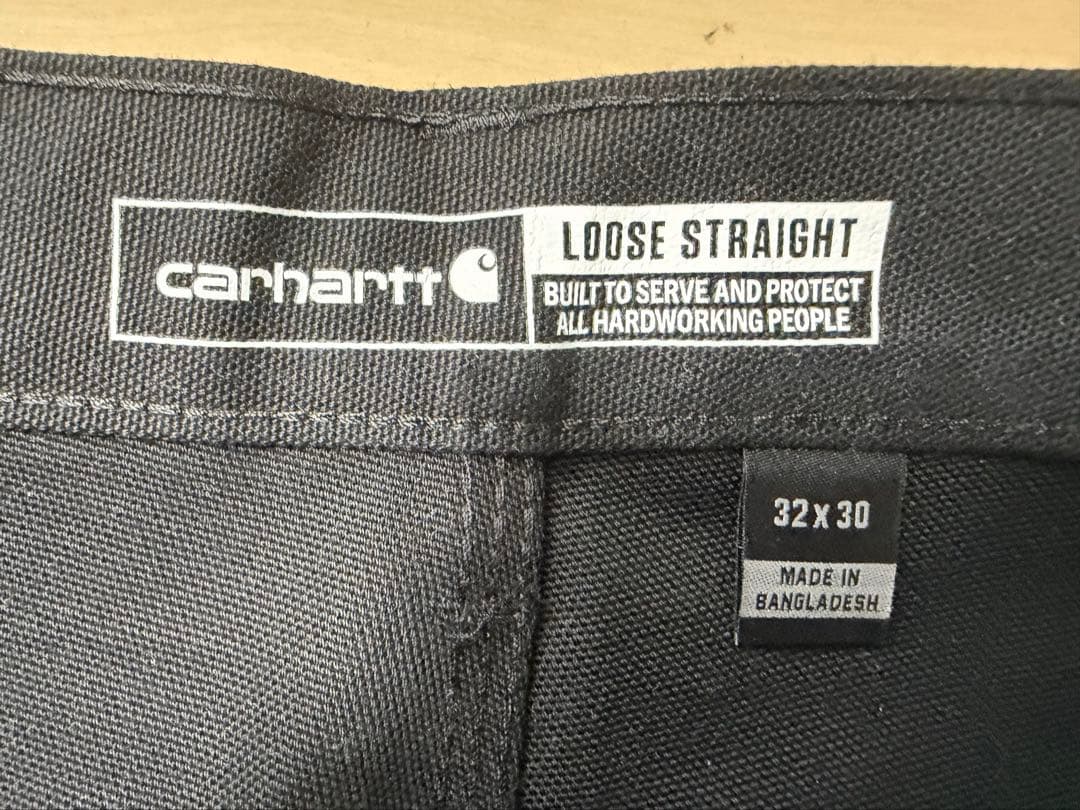 carhartt
LOOSE STRAIGHT
BUILT TO SERVE AND PROTECT
ALL HARDWORKING PEOPLE
32 x 30
MADE IN
BANGLADESH